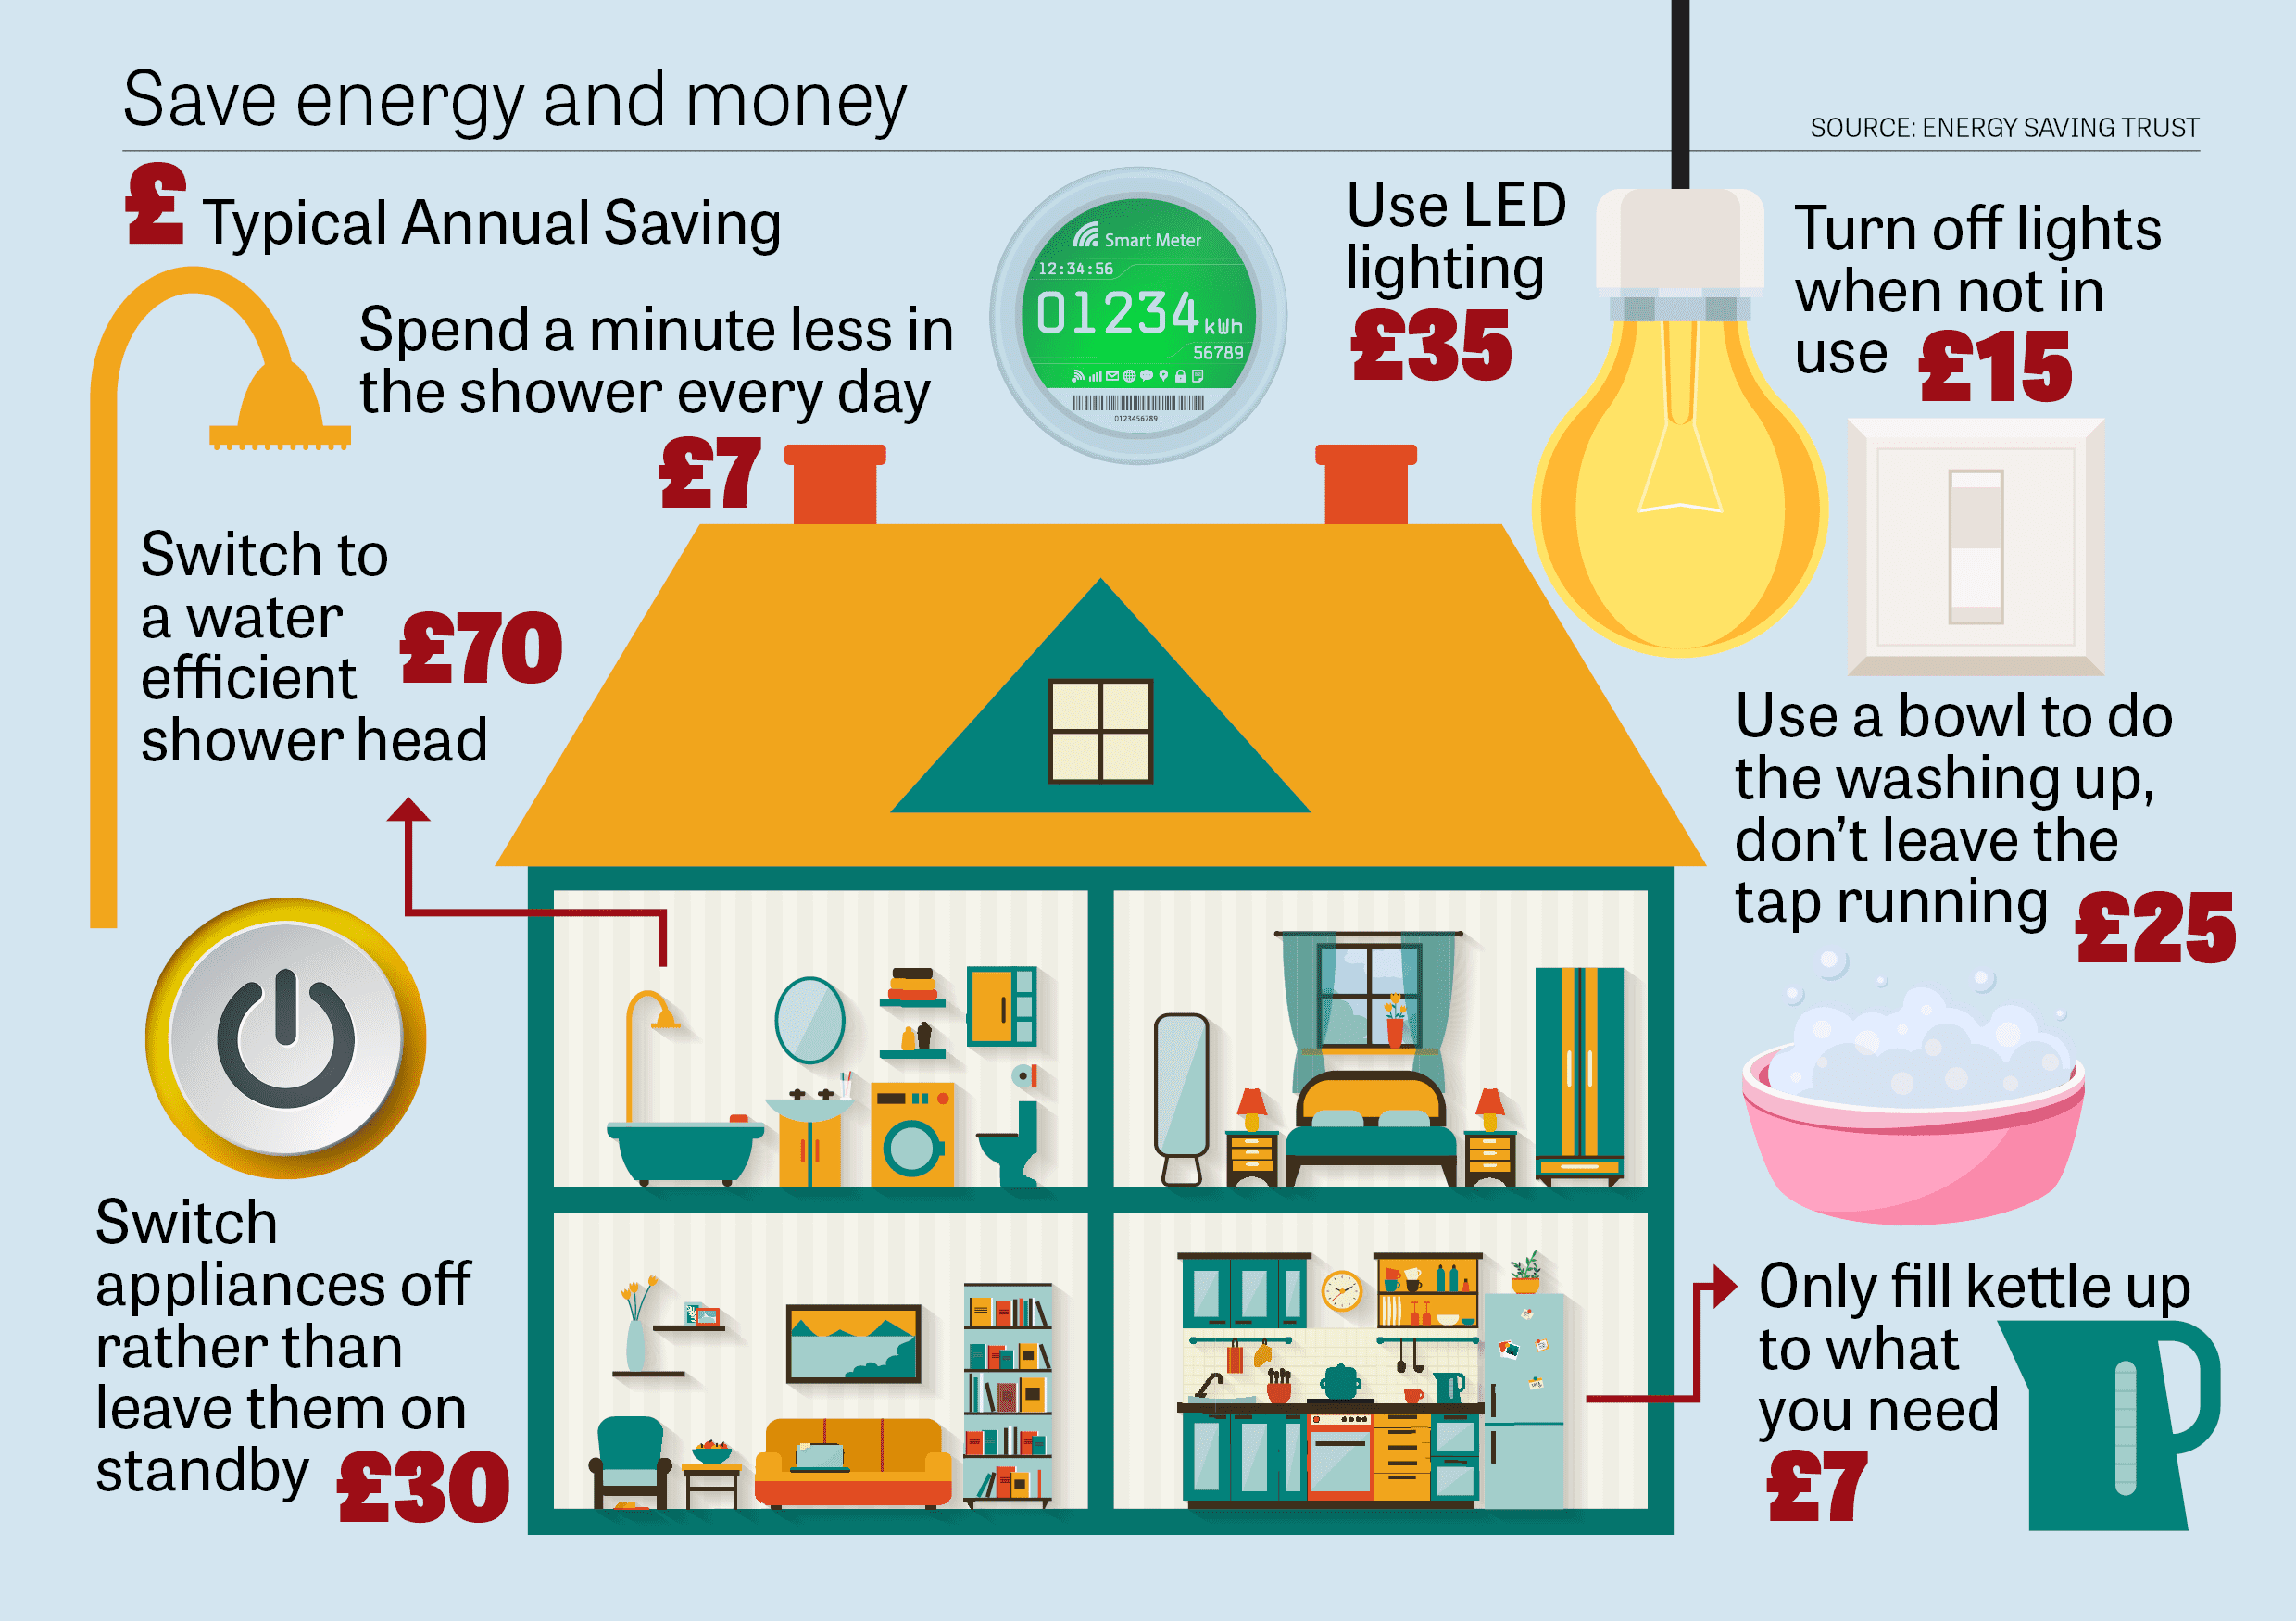 Save energy and money
SOURCE: ENERGY SAVING TRUST
£ Typical Annual Saving
Spend a minute less in
the shower every day
£7
Switch to
a water
efficient
shower head
£70
Smart Meter
12:34:56
01234 kWh
56789
0123456789
Use LED
lighting
£35
Turn off lights
when not in
use £15
Use a bowl to do
the washing up,
don’t leave the
tap running £25
Switch
appliances off
rather than
leave them on
standby £30
Only fill kettle up
to what
you need
£7